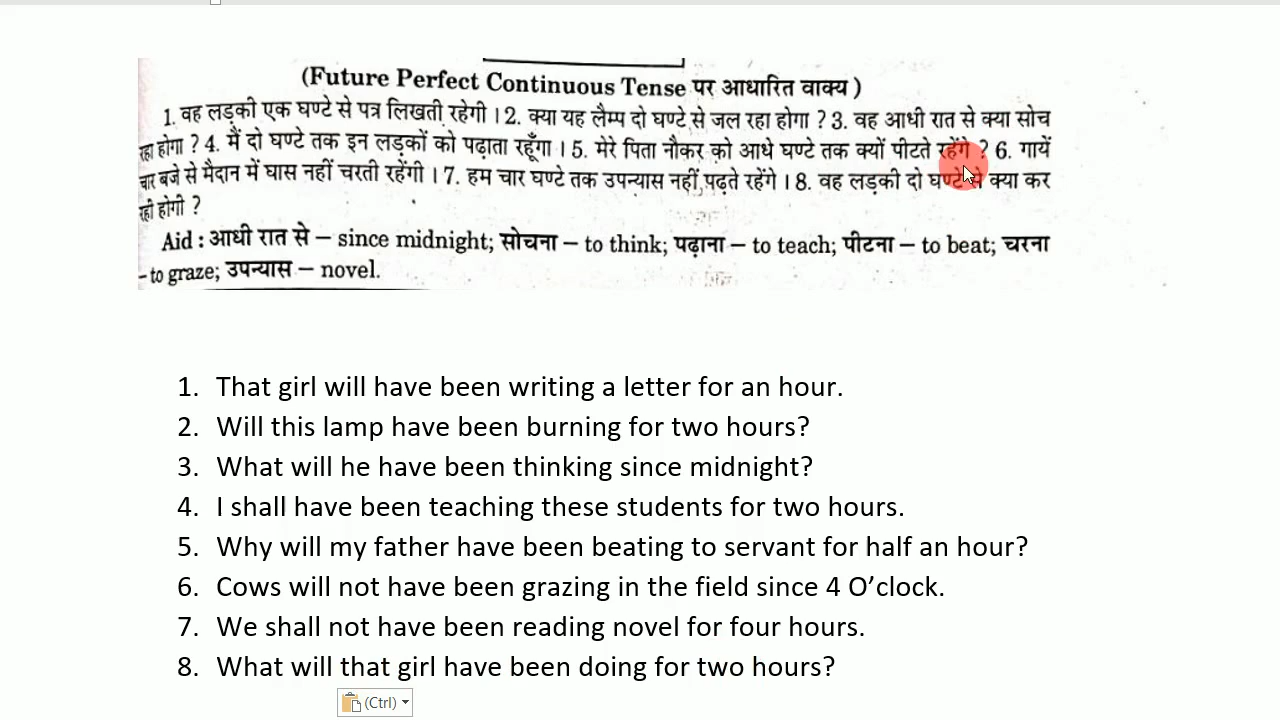 (Future Perfect Continuous Tense पर आधारित वाक्य )
1. वह लड़की एक घण्टे से पत्र लिखती रहेगी । 2. क्या यह लैम्प दो घण्टे से जल रहा होगा ? 3. वह आधी रात से क्या सोच
रहा होगा ? 4. मैं दो घण्टे तक इन लड़कों को पढ़ाता रहूँगा । 5. मेरे पिता नौकर को आधे घण्टे तक क्यों पीटते रहेंगे ? 6. गायें
चार बजे से मैदान में घास नहीं चरती रहेंगी । 7. हम चार घण्टे तक उपन्यास नहीं पढ़ते रहेंगे । 8. वह लड़की दो घण्टे से क्या कर
रही होगी ?
Aid : आधी रात से – since midnight; सोचना – to think; पढ़ाना – to teach; पीटना – to beat; चरना
- to graze; उपन्यास – novel.
1. That girl will have been writing a letter for an hour.
2. Will this lamp have been burning for two hours?
3. What will he have been thinking since midnight?
4. I shall have been teaching these students for two hours.
5. Why will my father have been beating to servant for half an hour?
6. Cows will not have been grazing in the field since 4 O’clock.
7. We shall not have been reading novel for four hours.
8. What will that girl have been doing for two hours?
(Ctrl)